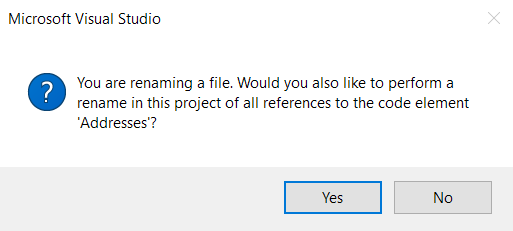 Microsoft Visual Studio
?
You are renaming a file. Would you also like to perform a
rename in this project of all references to the code element
'Addresses'?
Yes
No